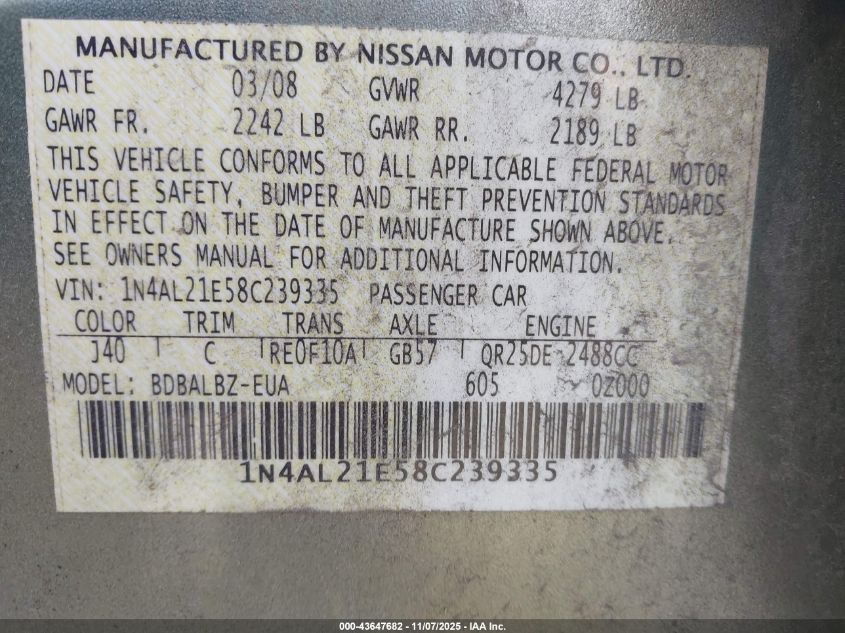 MANUFACTURED BY NISSAN MOTOR CO., LTD.
DATE 03/08 GVWR 4279 LB
GAWR FR. 2242 LB GAWR RR. 2189 LB
THIS VEHICLE CONFORMS TO ALL APPLICABLE FEDERAL MOTOR
VEHICLE SAFETY, BUMPER AND THEFT PREVENTION STANDARDS
IN EFFECT ON THE DATE OF MANUFACTURE SHOWN ABOVE.
SEE OWNERS MANUAL FOR ADDITIONAL INFORMATION.
VIN: 1N4AL21E58C239335 PASSENGER CAR
COLOR TRIM TRANS AXLE ENGINE
J40 C RE0F10A GB57 QR25DE 2488CC
MODEL: BDBALBZ-EUA 605 0Z000
1N4AL21E58C239335
000-43647682 - 11/07/2025 - IAA Inc.